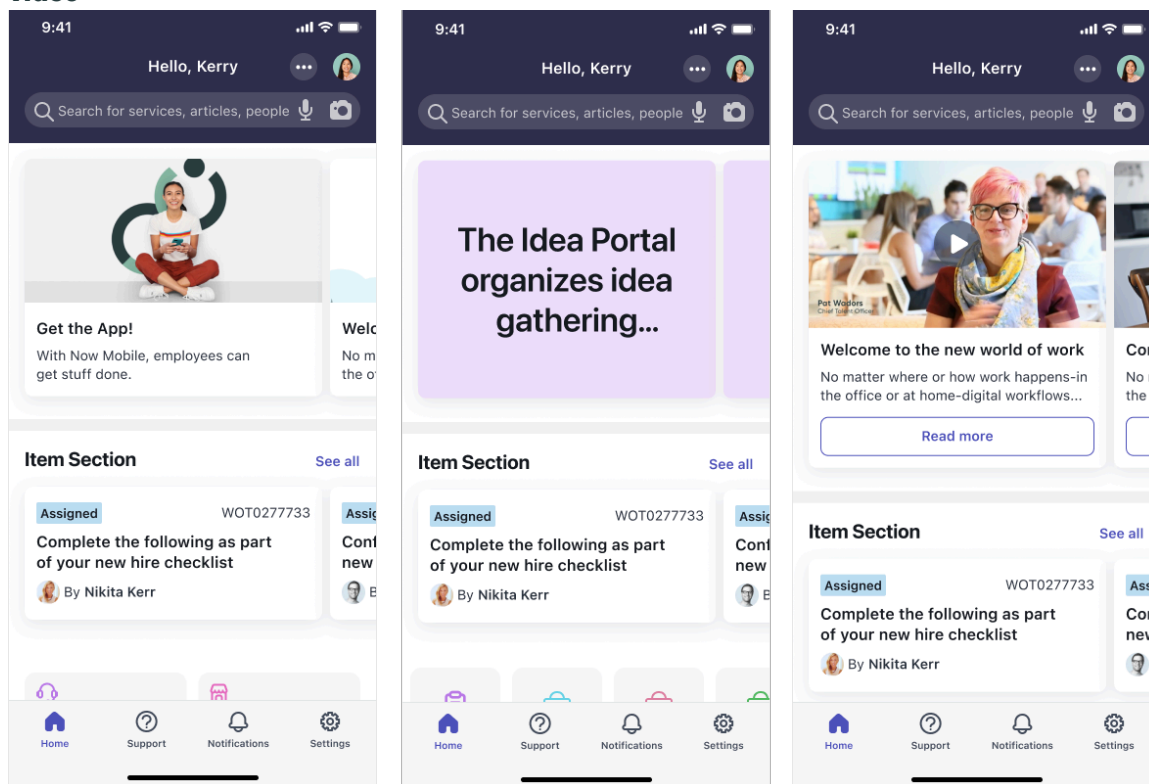 9:41
Hello, Kerry
Search for services, articles, people
Get the App!
With Now Mobile, employees can
get stuff done.
Welc
No m
the o
Item Section
See all
Assigned
WOT0277733
Complete the following as part
of your new hire checklist
By Nikita Kerr
Assig
Conf
new
B
Home
Support
Notifications
Settings
9:41
Hello, Kerry
Search for services, articles, people
The Idea Portal
organizes idea
gathering...
Item Section
See all
Assigned
WOT0277733
Complete the following as part
of your new hire checklist
By Nikita Kerr
Assig
Conf
new
B
Home
Support
Notifications
Settings
9:41
Hello, Kerry
Search for services, articles, people
Pat Wadors
Chief Talent Officer
Welcome to the new world of work
No matter where or how work happens-in
the office or at home-digital workflows...
Read more
Cor
No
the
Item Section
See all
Assigned
WOT0277733
Complete the following as part
of your new hire checklist
By Nikita Kerr
Ass
Cor
new
Home
Support
Notifications
Settings